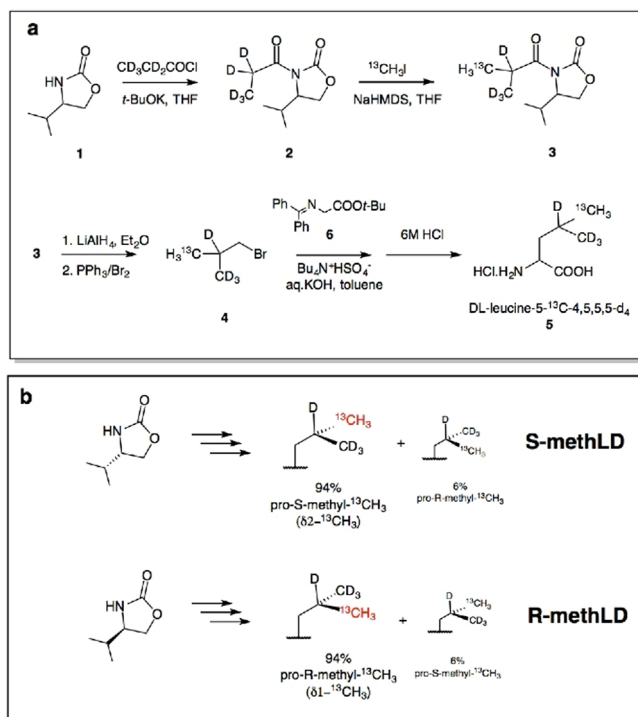 a
O
HN
O
1
CD₃CD₂COCl
t-BuOK, THF
D
O
O
D
N
O
D₃C
2
¹³CH₃I
NaHMDS, THF
D
O
O
H₃¹³C
N
O
D₃C
3
3
1. LiAlH₄, Et₂O
2. PPh₃/Br₂
D
H₃¹³C
Br
CD₃
4
Ph
N
COOt-Bu
Ph
6
Bu₄N⁺HSO₄⁻
aq.KOH, toluene
6M HCl
D
¹³CH₃
CD₃
HCl.H₂N
COOH
DL-leucine-5-¹³C-4,5,5,5-d₄
5
b
O
HN
O
D
¹³CH₃
CD₃
94%
pro-S-methyl-¹³CH₃
(δ2–¹³CH₃)
+
D
CD₃
¹³CH₃
6%
pro-R-methyl-¹³CH₃
S-methLD
O
HN
O
D
CD₃
¹³CH₃
94%
pro-R-methyl-¹³CH₃
(δ1–¹³CH₃)
+
D
¹³CH₃
CD₃
6%
pro-S-methyl-¹³CH₃
R-methLD